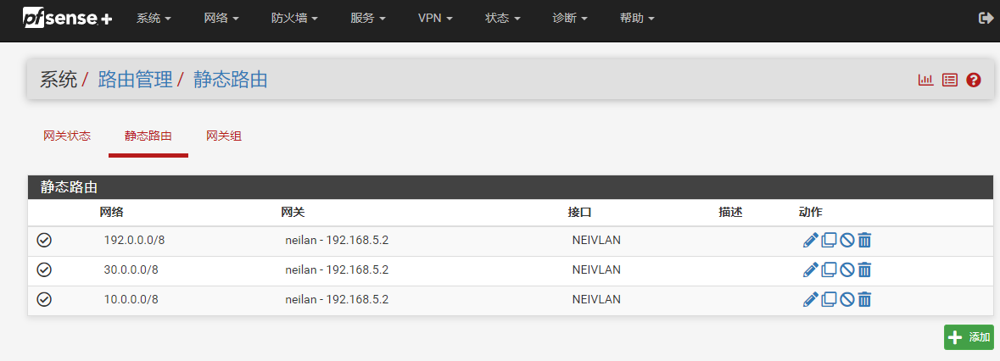 pfsense+ 系统 网络 防火墙 服务 VPN 状态 诊断 帮助
系统/ 路由管理/ 静态路由
网关状态 静态路由 网关组
静态路由
网络 网关 接口 描述 动作
192.0.0.0/8 neilan - 192.168.5.2 NEIVLAN
30.0.0.0/8 neilan - 192.168.5.2 NEIVLAN
10.0.0.0/8 neilan - 192.168.5.2 NEIVLAN
添加